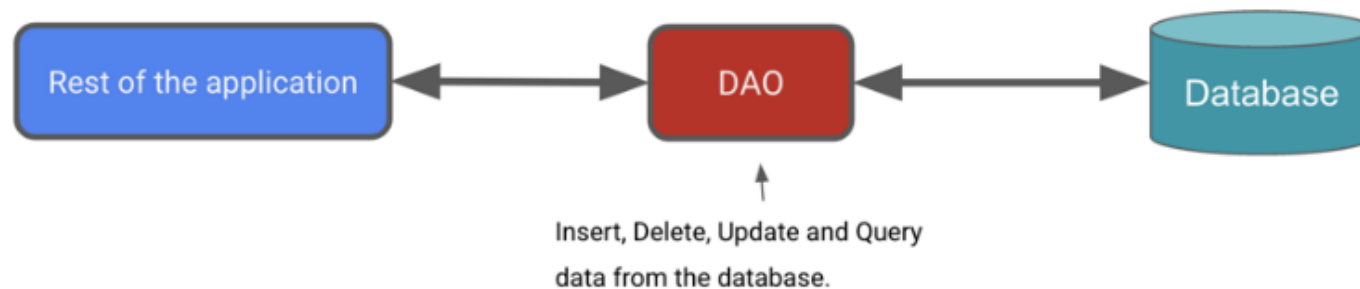 Rest of the application
DAO
Database
Insert, Delete, Update and Query
data from the database.